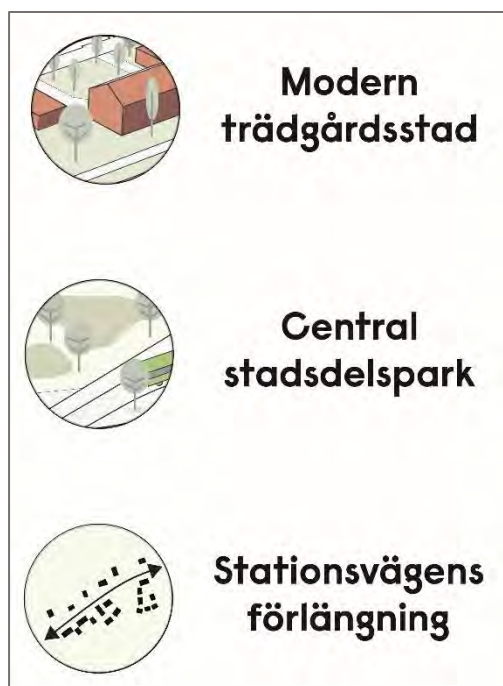 Modern
trädgårdsstad
Central
stadsdelspark
Stationsvägens
förlängning